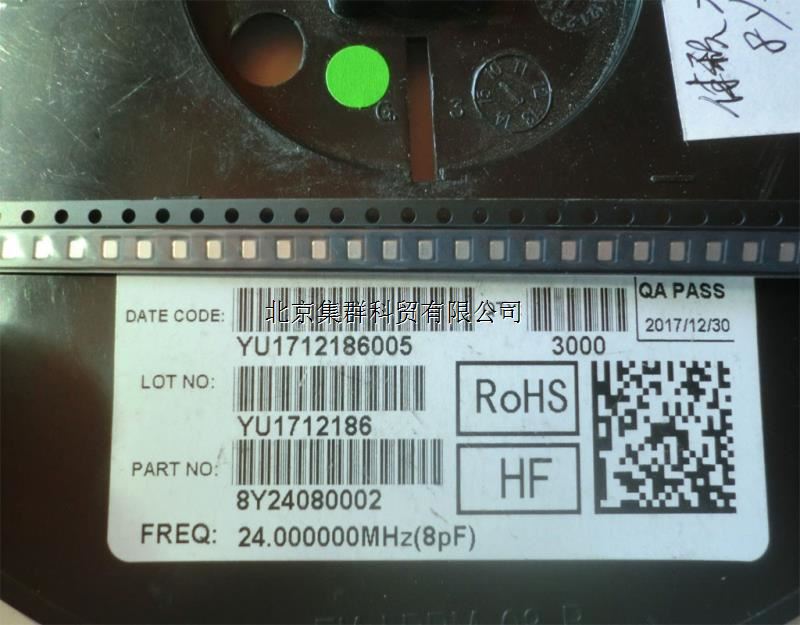 8Y
DATE CODE:
北京集群科贸有限公司
YU1712186005
3000
QA PASS
2017/12/30
LOT NO:
YU1712186
RoHS
PART NO:
8Y24080002
HF
FREQ: 24.000000MHz(8pF)